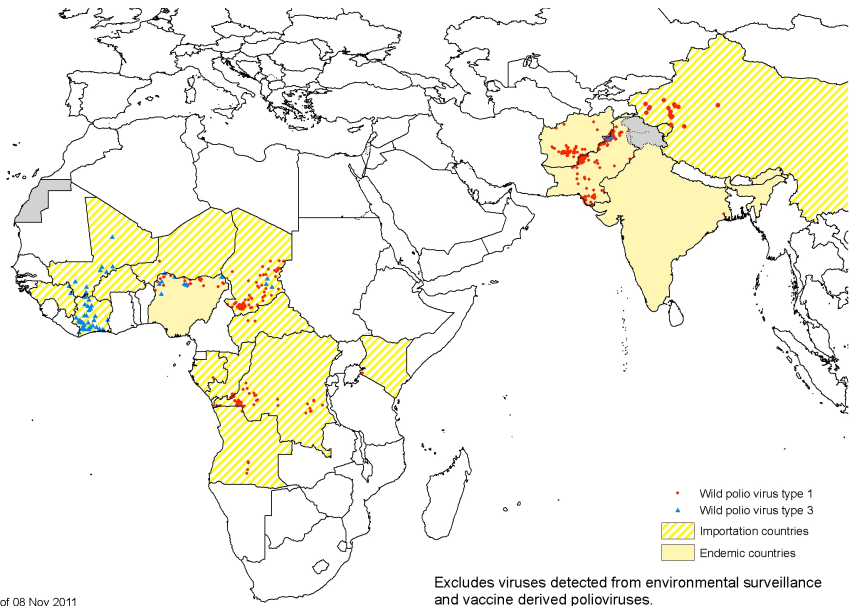 Wild polio virus type 1
Wild polio virus type 3
Importation countries
Endemic countries
Excludes viruses detected from environmental surveillance
and vaccine derived polioviruses.
of 08 Nov 2011